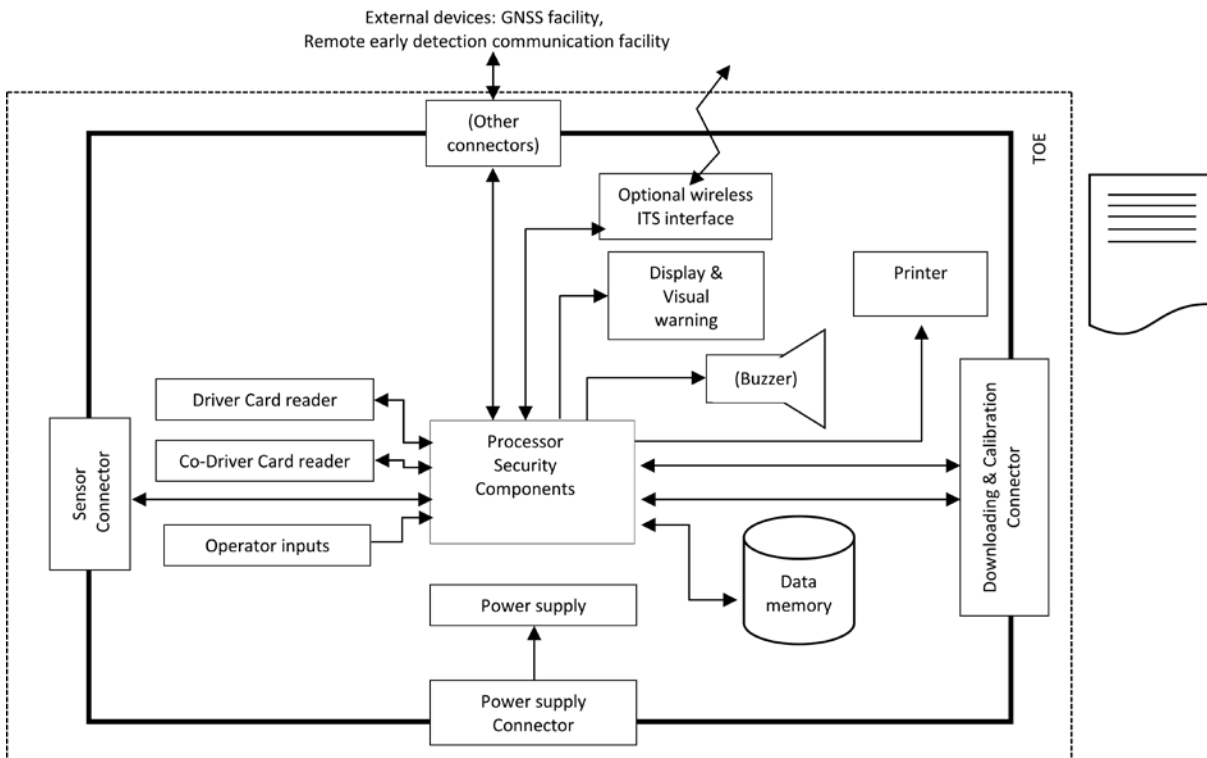 External devices: GNSS facility,
Remote early detection communication facility
(Other
connectors)
TOE
Optional wireless
ITS interface
Display &
Visual
warning
Printer
(Buzzer)
Driver Card reader
Co-Driver Card reader
Processor
Security
Components
Sensor
Connector
Operator inputs
Downloading & Calibration
Connector
Data
memory
Power supply
Power supply
Connector